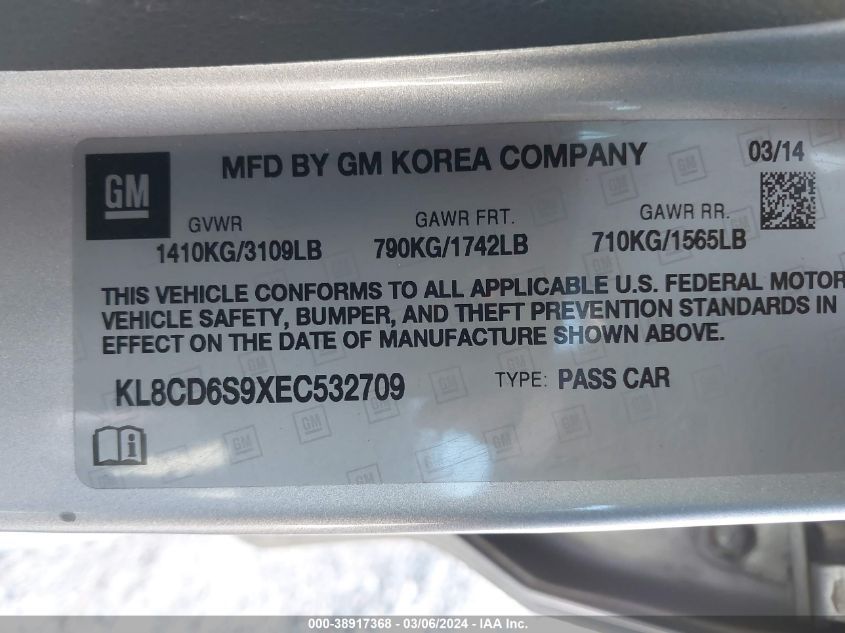 GM
MFD BY GM KOREA COMPANY
03/14
GVWR
GAWR FRT.
GAWR RR.
1410KG/3109LB
790KG/1742LB
710KG/1565LB
THIS VEHICLE CONFORMS TO ALL APPLICABLE U.S. FEDERAL MOTOR
VEHICLE SAFETY, BUMPER, AND THEFT PREVENTION STANDARDS IN
EFFECT ON THE DATE OF MANUFACTURE SHOWN ABOVE.
KL8CD6S9XEC532709
TYPE: PASS CAR
000-38917368 - 03/06/2024 - IAA Inc.